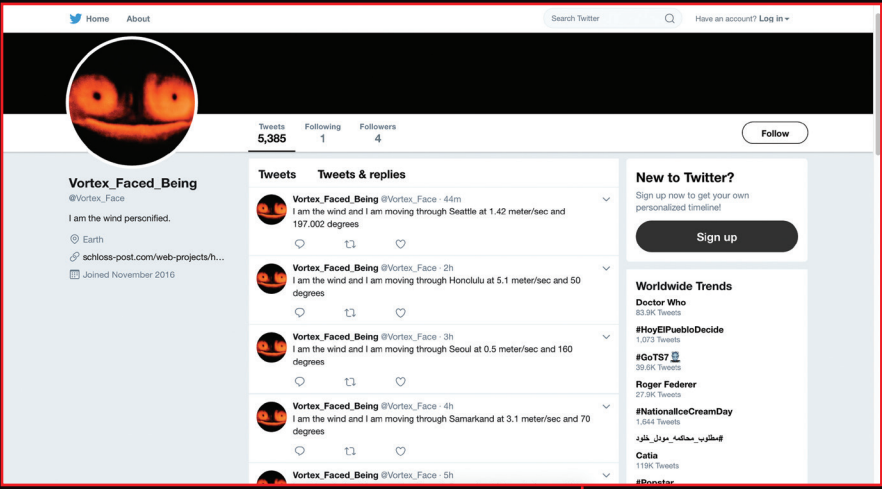 Home About Search Twitter Have an account? Log in
Tweets Following Followers
5,385 1 4
Follow
Vortex_Faced_Being
@Vortex_Face
I am the wind personified.
Earth
schloss-post.com/web-projects/h...
Joined November 2016
Tweets Tweets & replies
Vortex_Faced_Being @Vortex_Face · 44m
I am the wind and I am moving through Seattle at 1.42 meter/sec and
197.002 degrees
Vortex_Faced_Being @Vortex_Face · 2h
I am the wind and I am moving through Honolulu at 5.1 meter/sec and 50
degrees
Vortex_Faced_Being @Vortex_Face · 3h
I am the wind and I am moving through Seoul at 0.5 meter/sec and 160
degrees
Vortex_Faced_Being @Vortex_Face · 4h
I am the wind and I am moving through Samarkand at 3.1 meter/sec and 70
degrees
Vortex_Faced_Being @Vortex_Face · 5h
New to Twitter?
Sign up now to get your own
personalized timeline!
Sign up
Worldwide Trends
Doctor Who
83.9K Tweets
#HoyElPuebloDecide
1,073 Tweets
#GoTS7
39.6K Tweets
Roger Federer
27.9K Tweets
#NationalIceCreamDay
1,644 Tweets
#مطلوب_محاكمه_مودل_خلود
Catia
119K Tweets
#Popstar